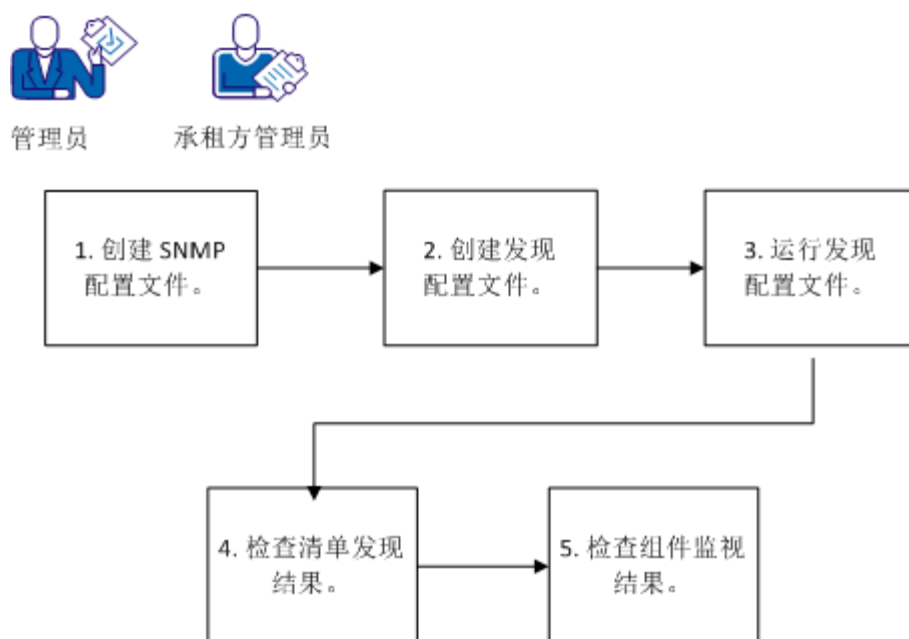 管理员
承租方管理员
1. 创建 SNMP
配置文件。
2. 创建发现
配置文件。
3. 运行发现
配置文件。
4. 检查清单发现
结果。
5. 检查组件监视
结果。